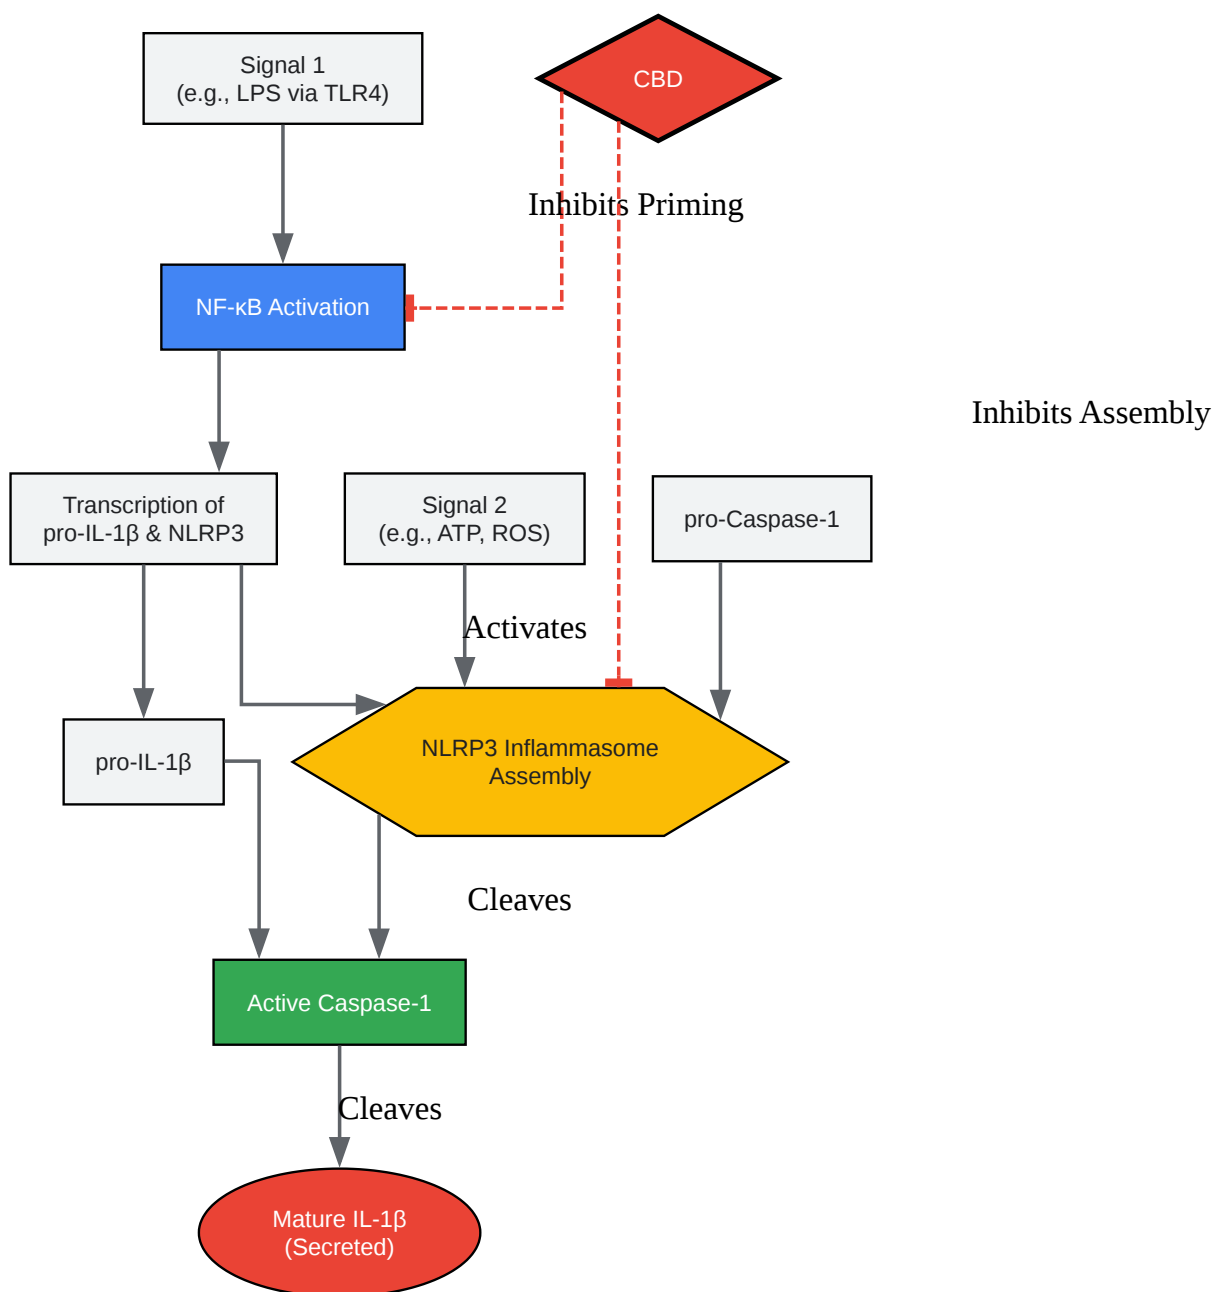 Signal 1
(e.g., LPS via TLR4)
CBD
Inhibits Priming
NF-κB Activation
Inhibits Assembly
Transcription of
pro-IL-1β & NLRP3
Signal 2
(e.g., ATP, ROS)
pro-Caspase-1
Activates
pro-IL-1β
NLRP3 Inflammasome
Assembly
Cleaves
Active Caspase-1
Cleaves
Mature IL-1β
(Secreted)